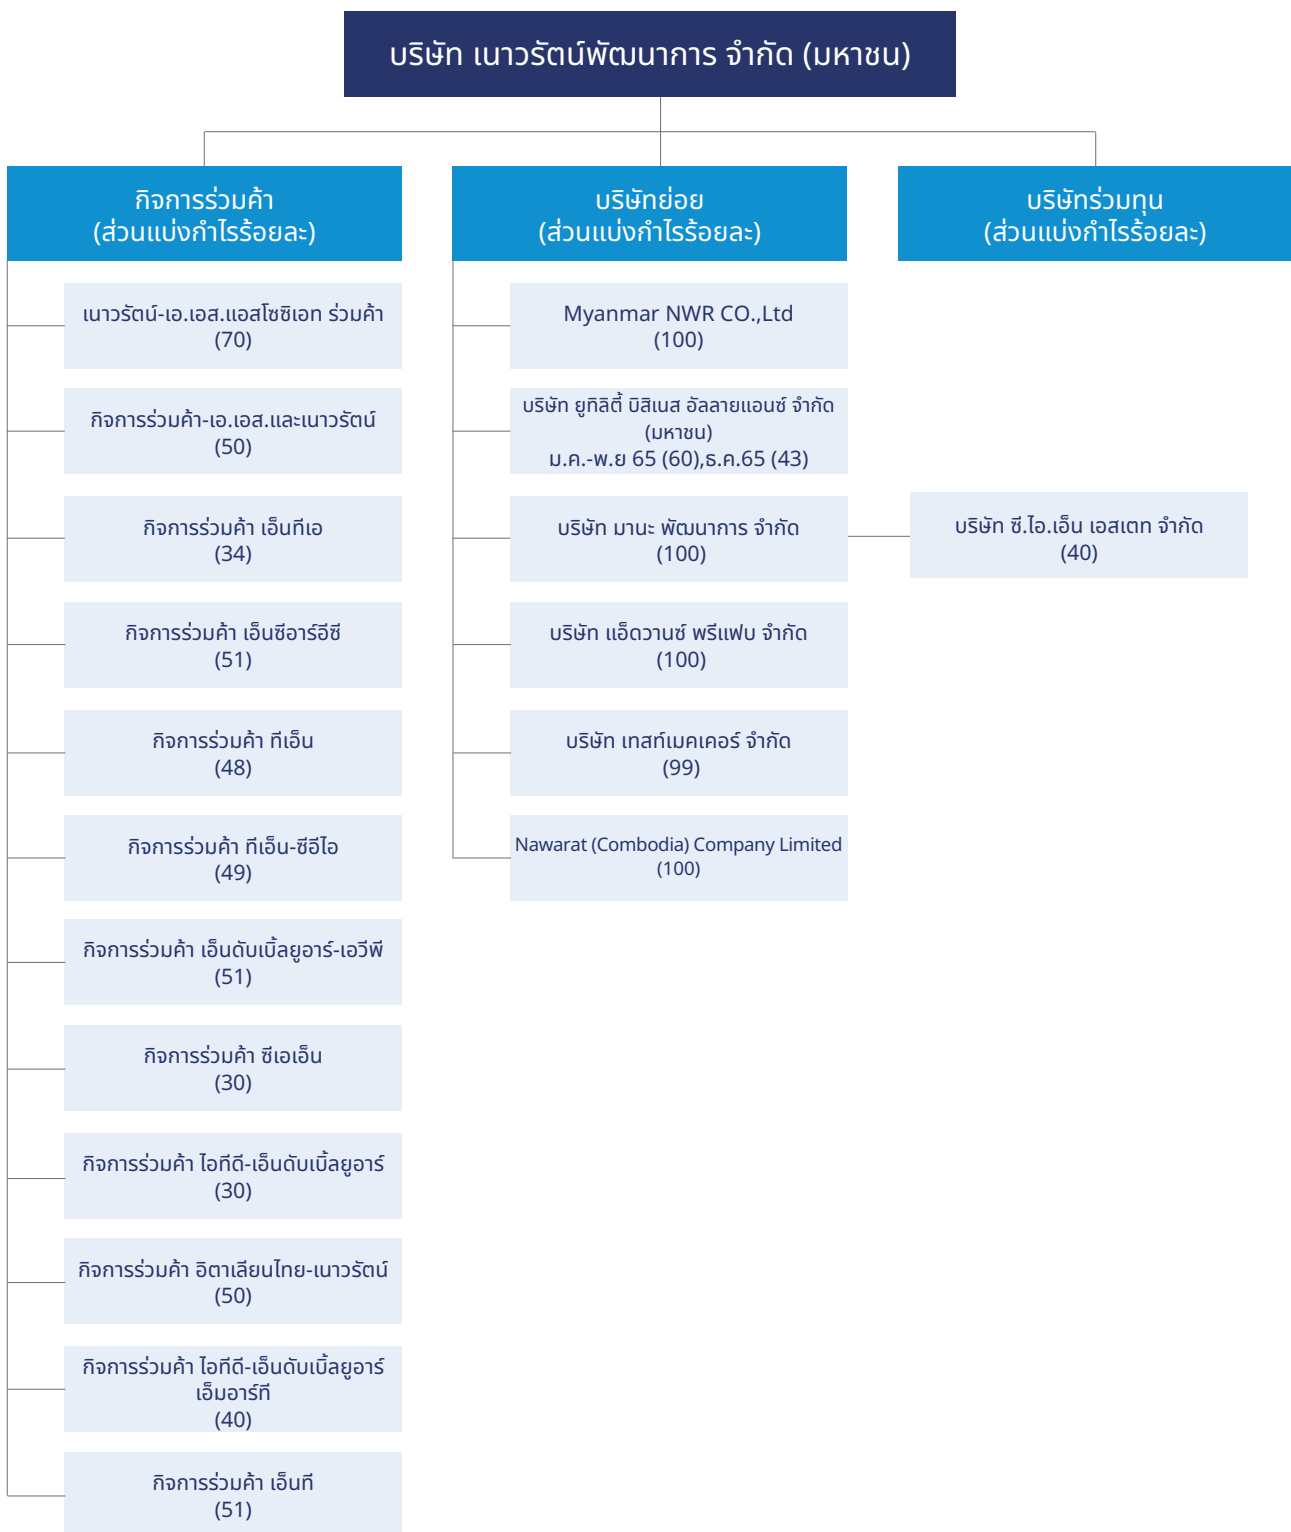 บริษัท เนาวรัตน์พัฒนาการ จำกัด (มหาชน)
กิจการร่วมค้า
(ส่วนแบ่งกำไรร้อยละ)
เนาวรัตน์-เอ.เอส.แอสโซซิเอท ร่วมค้า
(70)
กิจการร่วมค้า-เอ.เอส.และเนาวรัตน์
(50)
กิจการร่วมค้า เอ็นทีเอ
(34)
กิจการร่วมค้า เอ็นซีอาร์อีซี
(51)
กิจการร่วมค้า ทีเอ็น
(48)
กิจการร่วมค้า ทีเอ็น-ซีอีไอ
(49)
กิจการร่วมค้า เอ็นดับเบิ้ลยูอาร์-เอวีพี
(51)
กิจการร่วมค้า ซีเอเอ็น
(30)
กิจการร่วมค้า ไอทีดี-เอ็นดับเบิ้ลยูอาร์
(30)
กิจการร่วมค้า อิตาเลียนไทย-เนาวรัตน์
(50)
กิจการร่วมค้า ไอทีดี-เอ็นดับเบิ้ลยูอาร์
เอ็มอาร์ที
(40)
กิจการร่วมค้า เอ็นที
(51)
บริษัทย่อย
(ส่วนแบ่งกำไรร้อยละ)
Myanmar NWR CO.,Ltd
(100)
บริษัท ยูทิลิตี้ บิสิเนส อัลลายแอนซ์ จำกัด
(มหาชน)
ม.ค.-พ.ย 65 (60),ธ.ค.65 (43)
บริษัท มานะ พัฒนาการ จำกัด
(100)
บริษัท แอ็ดวานซ์ พรีแฟบ จำกัด
(100)
บริษัท เทสท์เมคเคอร์ จำกัด
(99)
Nawarat (Combodia) Company Limited
(100)
บริษัทร่วมทุน
(ส่วนแบ่งกำไรร้อยละ)
บริษัท ซี.ไอ.เอ็น เอสเตท จำกัด
(40)